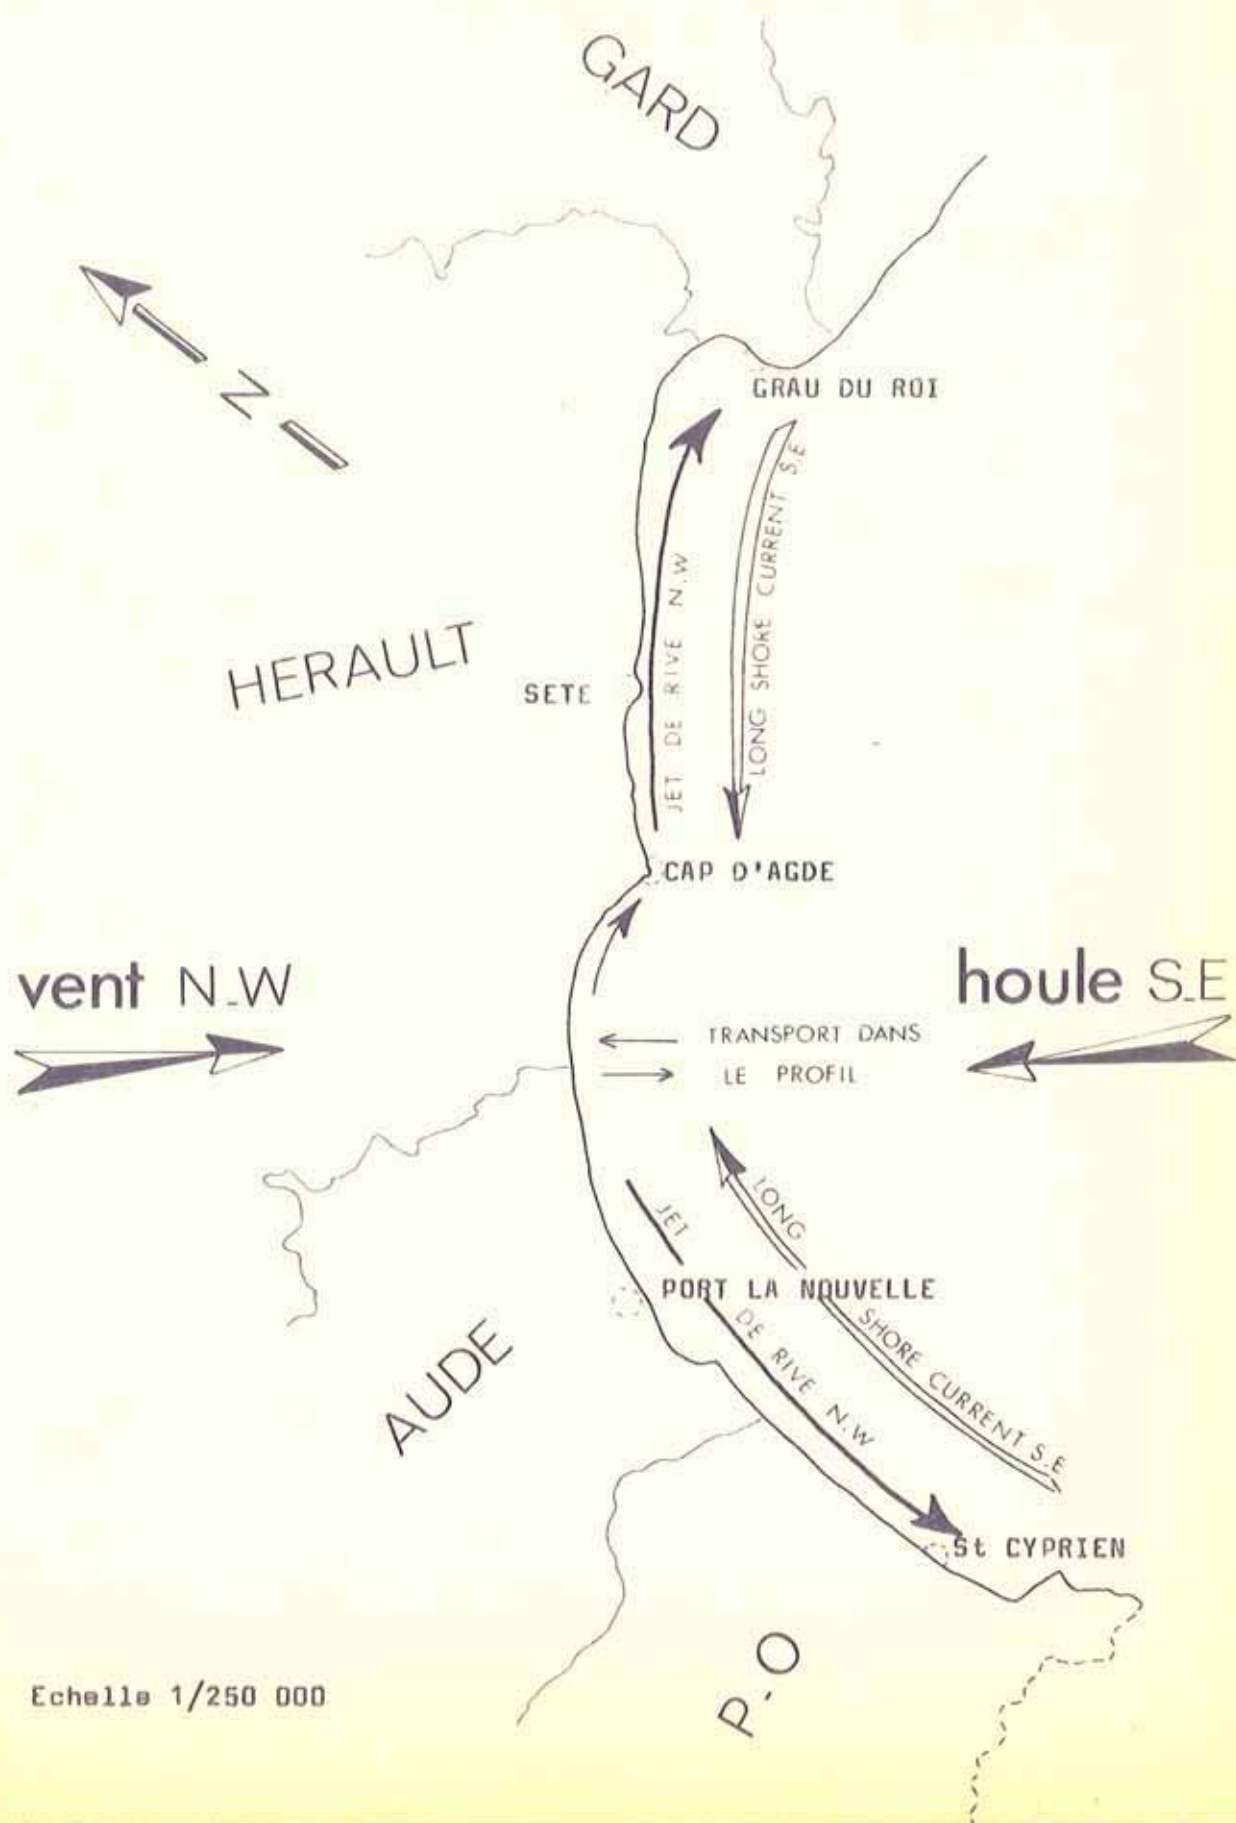 GARD
N
GRAU DU ROI
JET DE RIVE N.W
LONG SHORE CURRENT S.E
HERAULT
SETE
CAP D'AGDE
vent N_W
houle S_E
TRANSPORT DANS
LE PROFIL
JET
DE RIVE N.W
LONG
SHORE CURRENT S.E
PORT LA NOUVELLE
AUDE
St CYPRIEN
P-O
Echelle 1/250 000